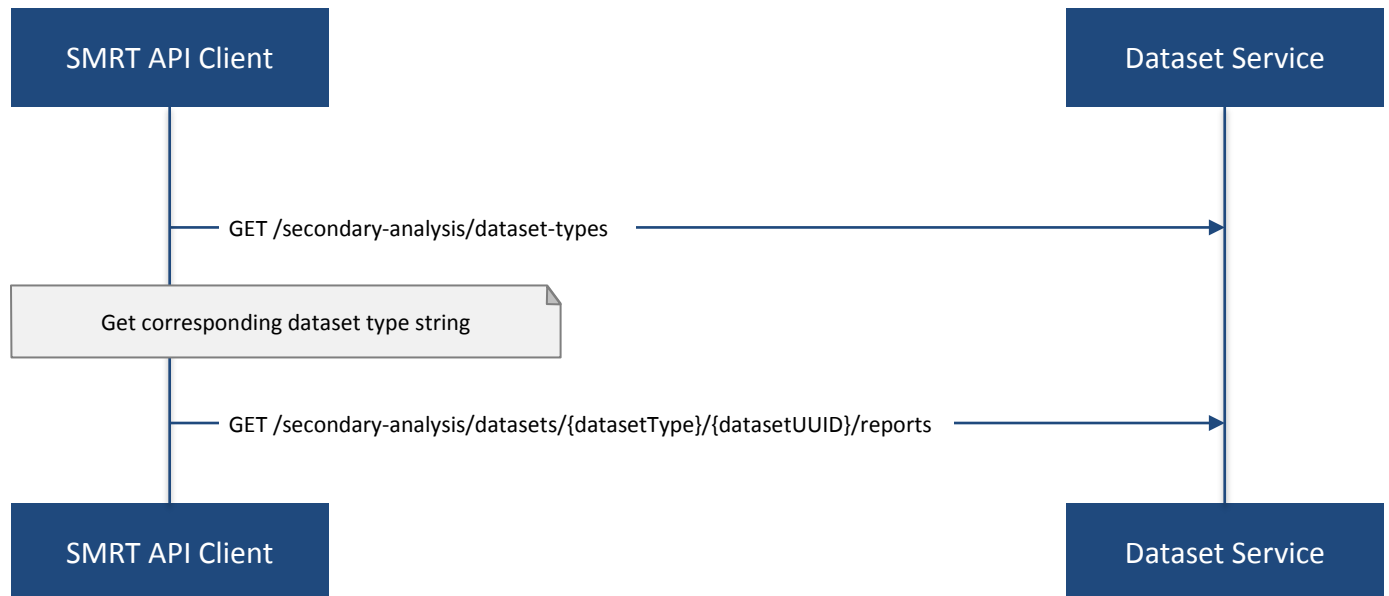 SMRT API Client
Dataset Service
GET /secondary-analysis/dataset-types
Get corresponding dataset type string
GET /secondary-analysis/datasets/{datasetType}/{datasetUUID}/reports
SMRT API Client
Dataset Service